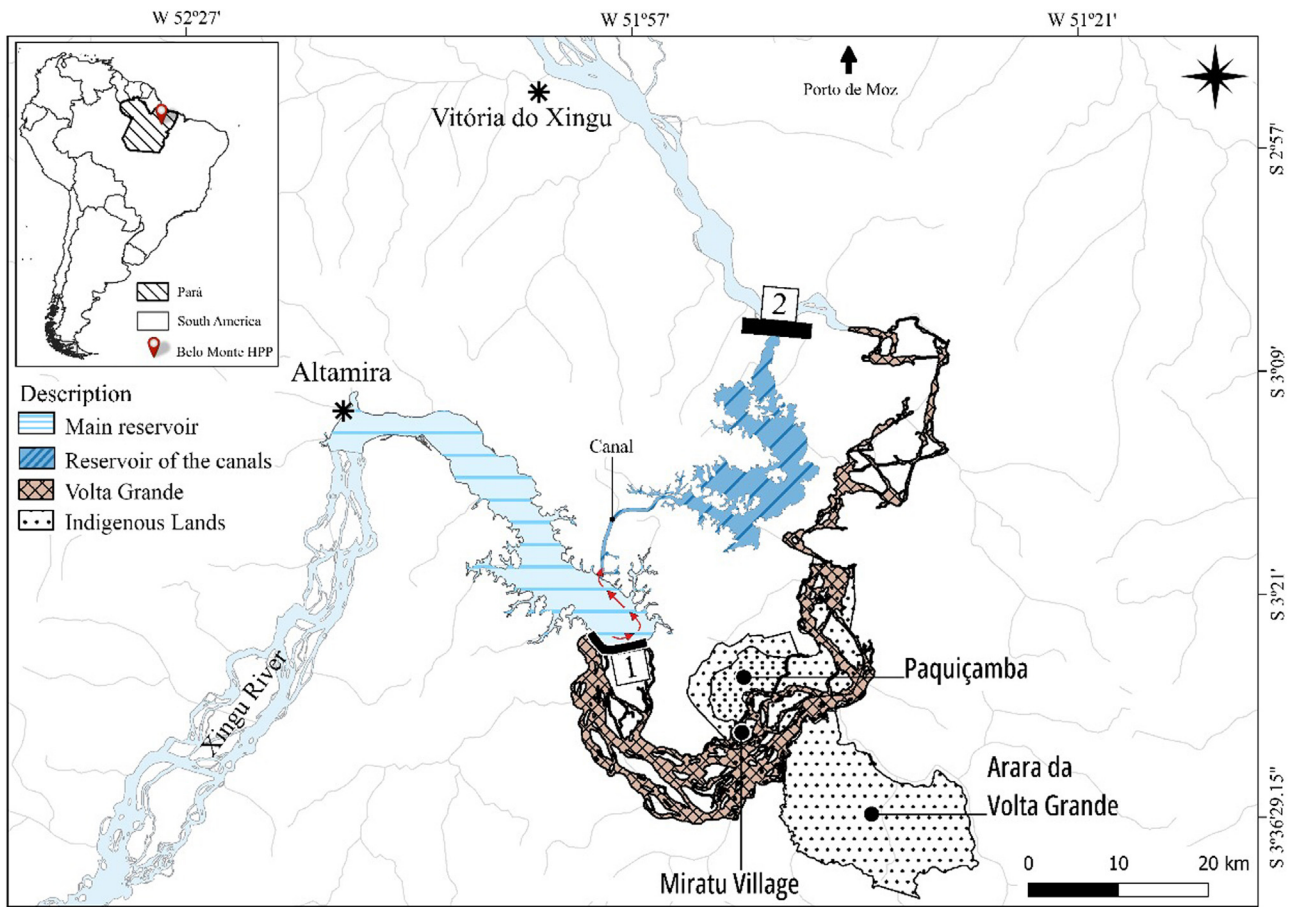 W 52º27'
W 51º57'
W 51º21'
Porto de Moz
Vitória do Xingu
S 2º57'
Pará
South America
Belo Monte HPP
2
Altamira
S 3º09'
Description
Main reservoir
Reservoir of the canals
Volta Grande
Indigenous Lands
Canal
S 3º21'
1
Xingu River
Paquiçamba
Arara da
Volta Grande
S 3º36'29.15"
Miratu Village
0 10 20 km